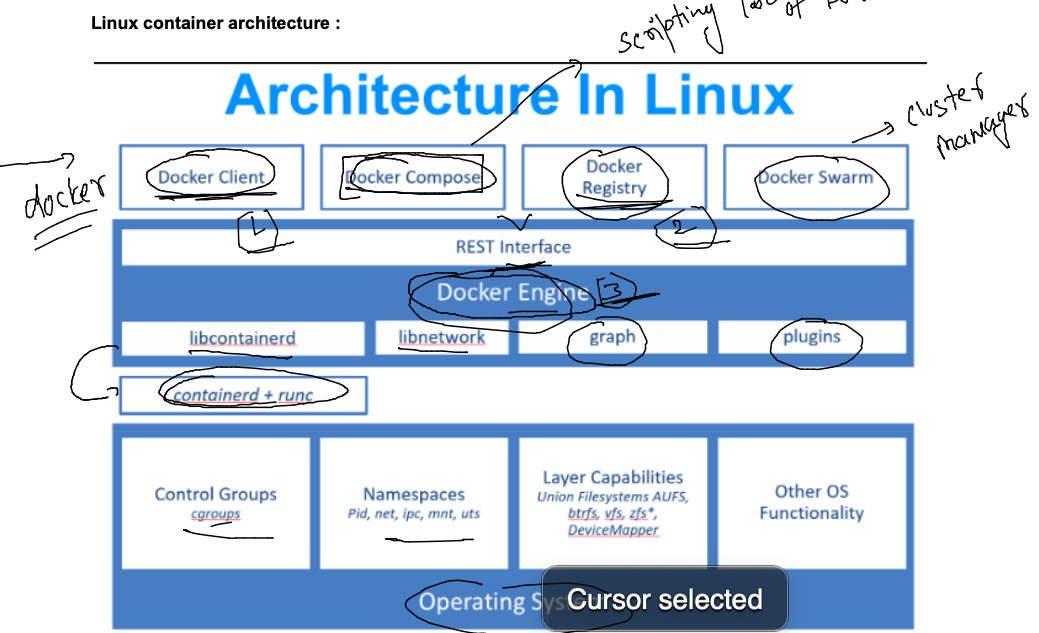 Linux container architecture :
scripting
of
Architecture In Linux
cluster
manager
docker
Docker Client
Docker Compose
Docker
Registry
Docker Swarm
1
2
REST Interface
Docker Engine
3
libcontainerd
libnetwork
graph
plugins
containerd + runc
Control Groups
cgroups
Namespaces
Pid, net, ipc, mnt, uts
Layer Capabilities
Union Filesystems AUFS,
btrfs, vfs, zfs*,
DeviceMapper
Other OS
Functionality
Operating Sys
Cursor selected